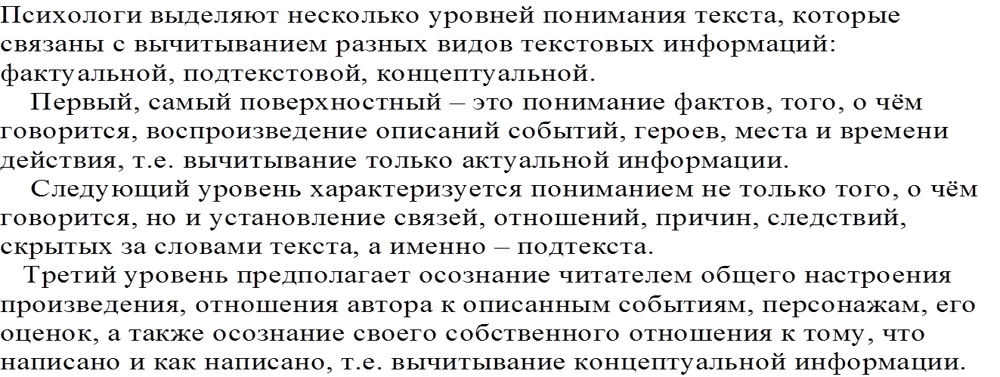 Психологи выделяют несколько уровней понимания текста, которые
связаны с вычитыванием разных видов текстовых информаций:
фактуальной, подтекстовой, концептуальной.
Первый, самый поверхностный – это понимание фактов, того, о чём
говорится, воспроизведение описаний событий, героев, места и времени
действия, т.е. вычитывание только актуальной информации.
Следующий уровень характеризуется пониманием не только того, о чём
говорится, но и установление связей, отношений, причин, следствий,
скрытых за словами текста, а именно – подтекста.
Третий уровень предполагает осознание читателем общего настроения
произведения, отношения автора к описанным событиям, персонажам, его
оценок, а также осознание своего собственного отношения к тому, что
написано и как написано, т.е. вычитывание концептуальной информации.